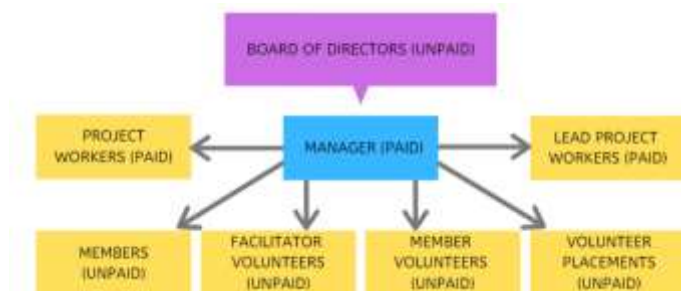 BOARD OF DIRECTORS (UNPAID)
PROJECT
WORKERS (PAID)
MANAGER (PAID)
LEAD PROJECT
WORKERS (PAID)
MEMBERS
(UNPAID)
FACILITATOR
VOLUNTEERS
(UNPAID)
MEMBER
VOLUNTEERS
(UNPAID)
VOLUNTEER
PLACEMENTS
(UNPAID)